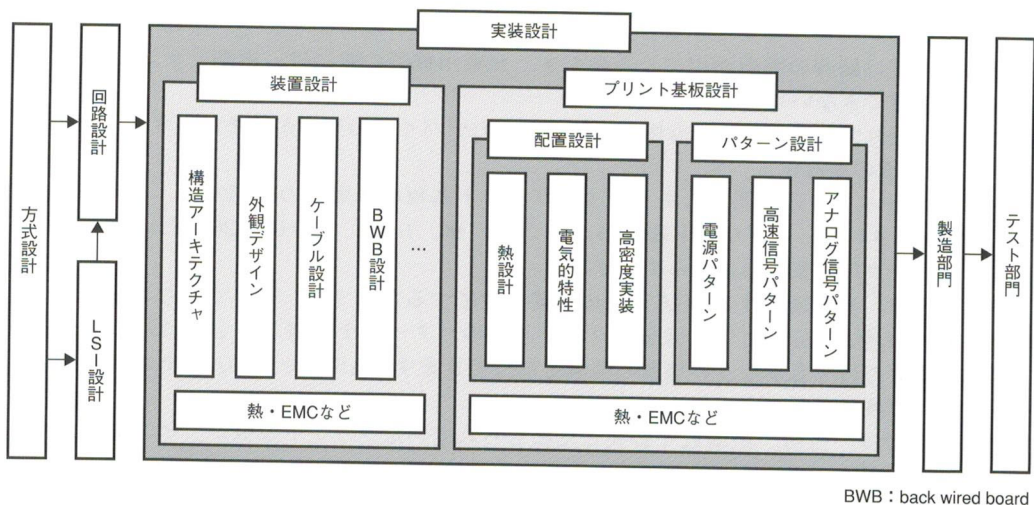 実装設計
装置設計
プリント基板設計
回路設計
配置設計
パターン設計
方式設計
構造アーキテクチャ
外観デザイン
ケーブル設計
BWB設計
…
熱設計
電気的特性
高密度実装
電源パターン
高速信号パターン
アナログ信号パターン
製造部門
テスト部門
LSI設計
熱・EMCなど
熱・EMCなど
BWB：back wired board